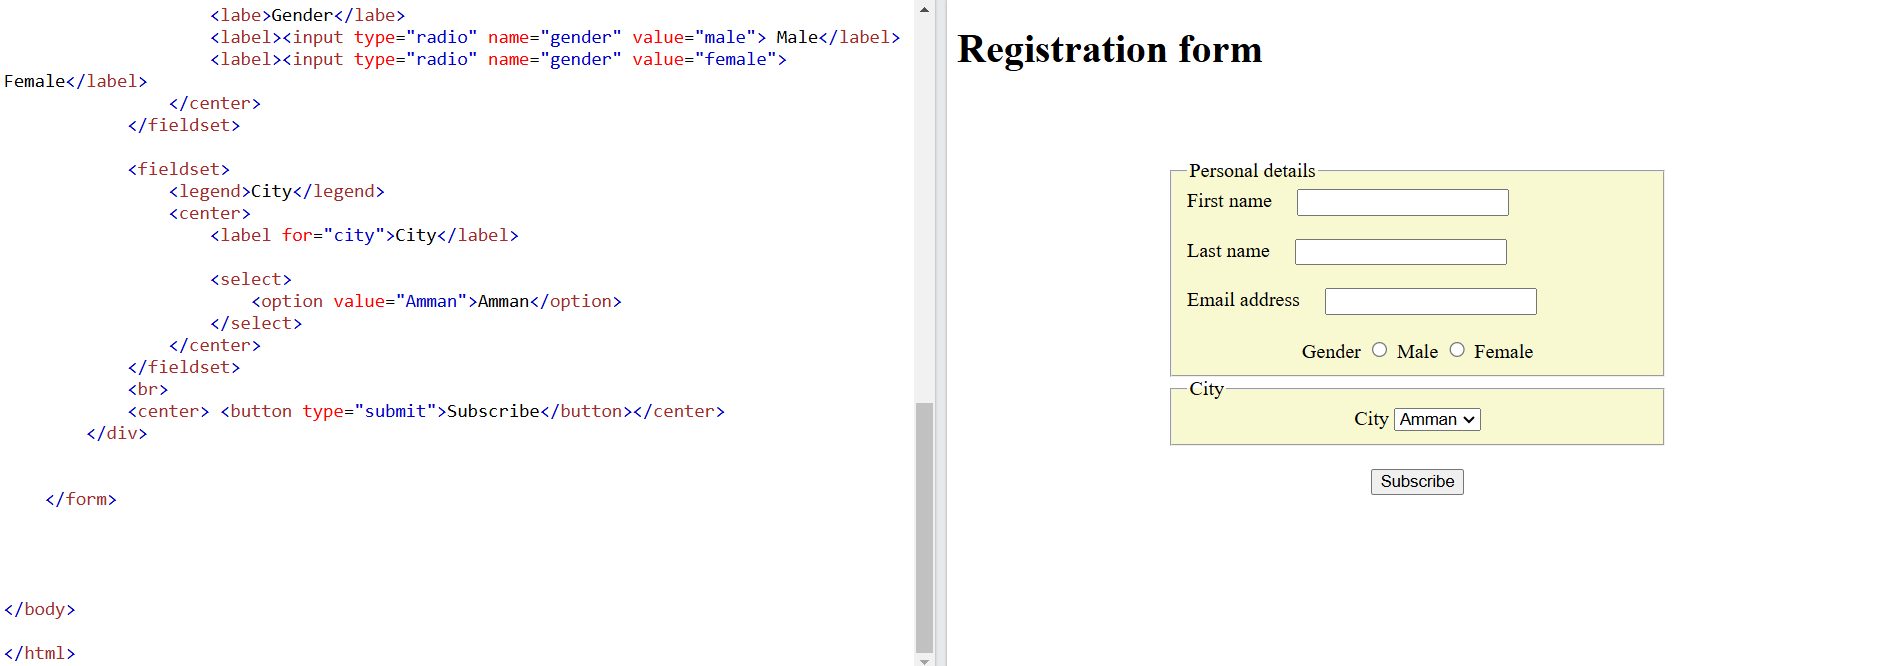 <labe>Gender</labe>
<label><input type="radio" name="gender" value="male"> Male</label>
<label><input type="radio" name="gender" value="female">
Female</label>
</center>
</fieldset>
<fieldset>
<legend>City</legend>
<center>
<label for="city">City</label>
<select>
<option value="Amman">Amman</option>
</select>
</center>
</fieldset>
<br>
<center> <button type="submit">Subscribe</button></center>
</div>
</form>
</body>
</html>
Registration form
Personal details
First name
Last name
Email address
Gender Male Female
City
City Amman
Subscribe